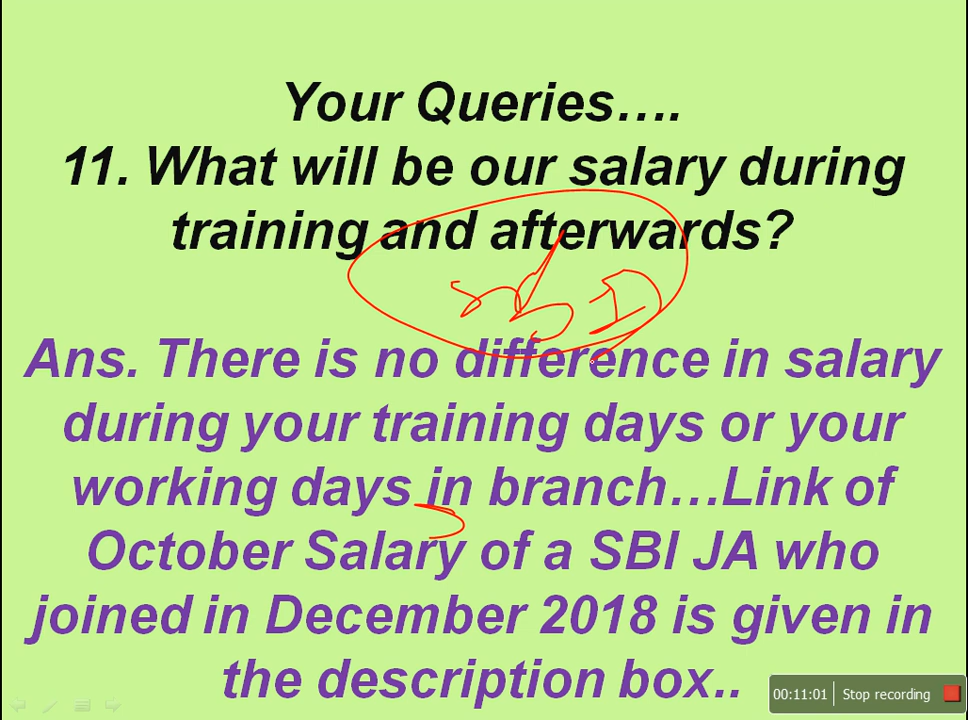 Your Queries....
11. What will be our salary during
training and afterwards?
Ans. There is no difference in salary
during your training days or your
working days in branch...Link of
October Salary of a SBI JA who
joined in December 2018 is given in
the description box..
00:11:01 Stop recording